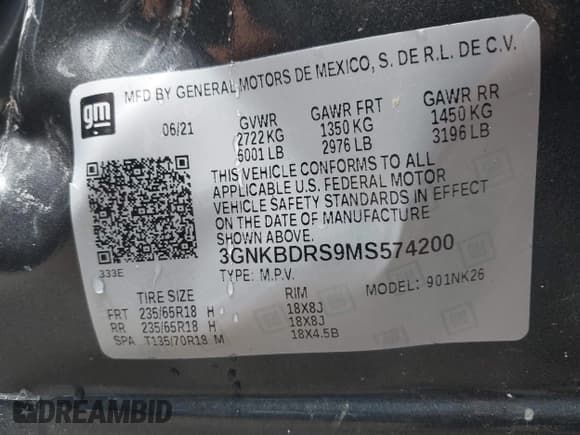 gm
MFD BY GENERAL MOTORS DE MEXICO, S. DE R.L. DE C.V.
06/21 GVWR GAWR FRT GAWR RR
2722 KG 1350 KG 1450 KG
6001 LB 2976 LB 3196 LB
THIS VEHICLE CONFORMS TO ALL
APPLICABLE U.S. FEDERAL MOTOR
VEHICLE SAFETY STANDARDS IN EFFECT
ON THE DATE OF MANUFACTURE
SHOWN ABOVE.
333E
3GNKBDRS9MS574200
TYPE: M.P.V. MODEL: 901NK26
TIRE SIZE RIM
FRT 235/65R18 H 18X8J
RR 235/65R18 H 18X8J
SPA T135/70R18 M 18X4.5B
DREAMBID